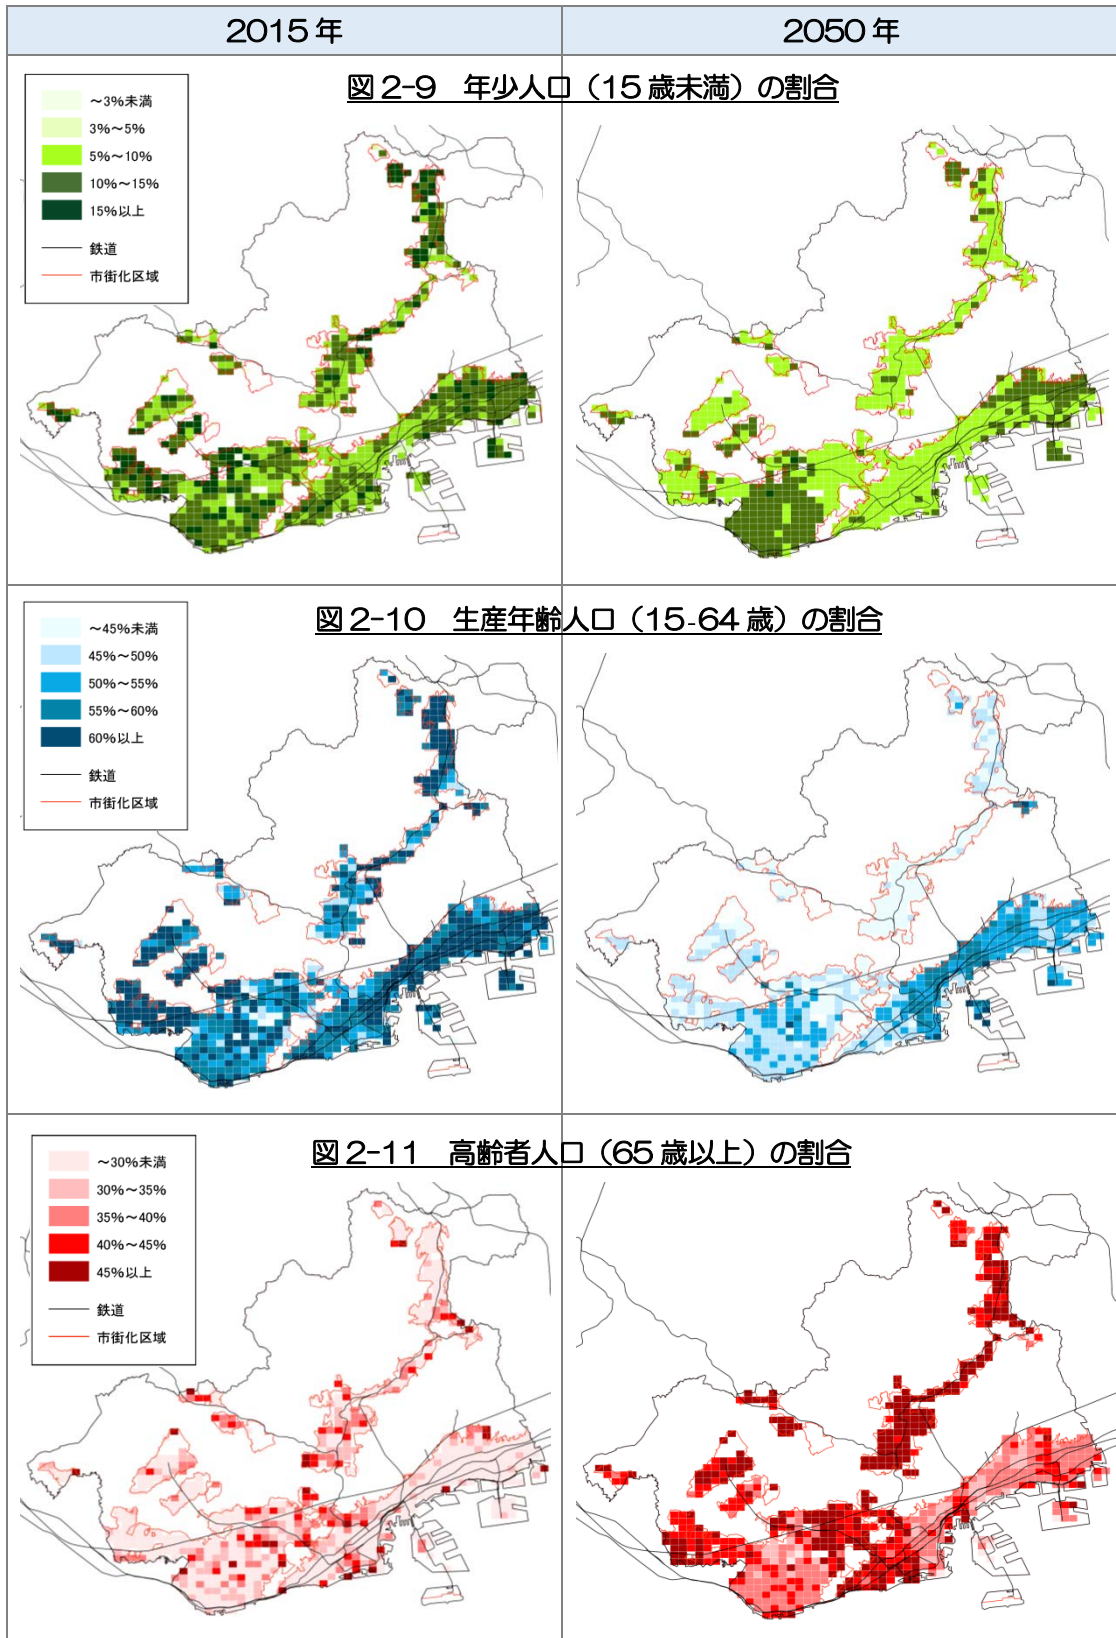 2015年
2050年
図2-9 年少人口（15歳未満）の割合
～3%未満
3%～5%
5%～10%
10%～15%
15%以上
鉄道
市街化区域
図2-10 生産年齢人口（15-64歳）の割合
～45%未満
45%～50%
50%～55%
55%～60%
60%以上
鉄道
市街化区域
図2-11 高齢者人口（65歳以上）の割合
～30%未満
30%～35%
35%～40%
40%～45%
45%以上
鉄道
市街化区域